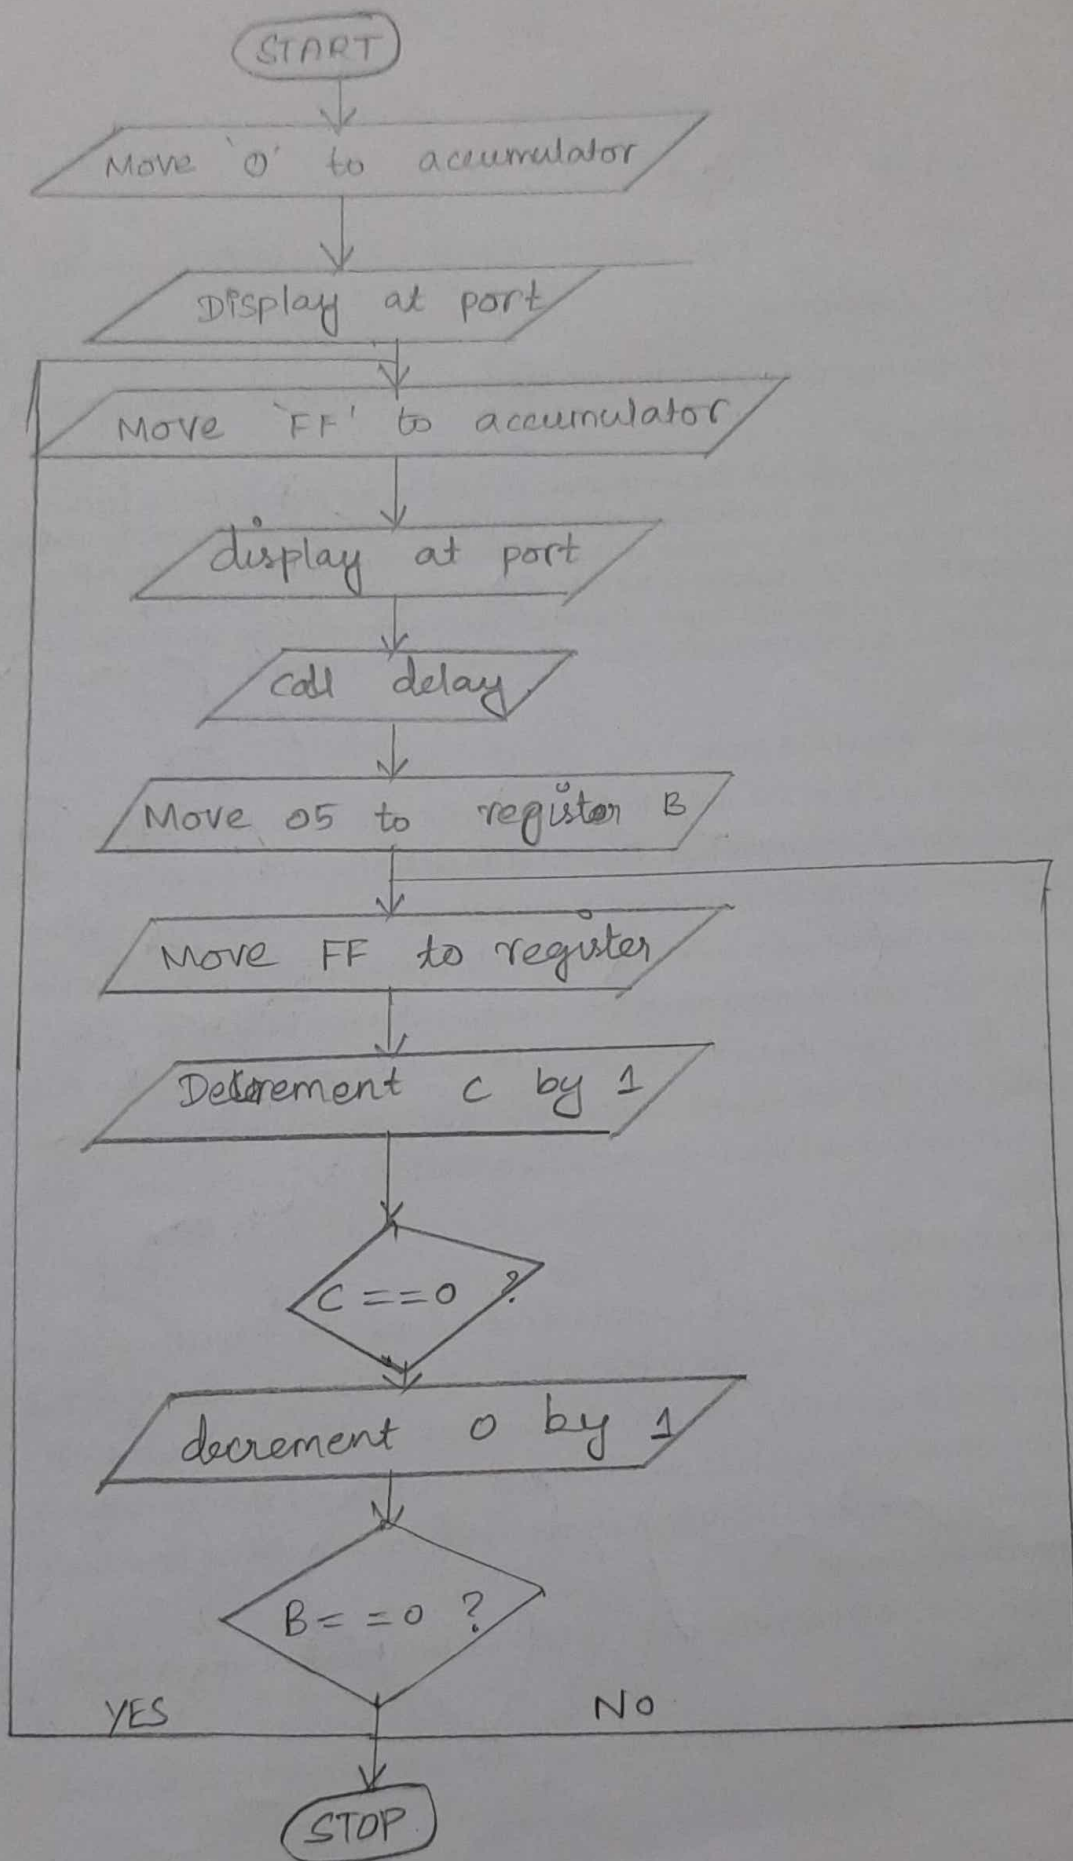 START
Move '0' to accumulator
Display at port
Move 'FF' to accumulator
display at port
call delay
Move 05 to register B
Move FF to register
Decrement C by 1
C==0 ?
decrement 0 by 1
B==0 ?
YES NO
STOP